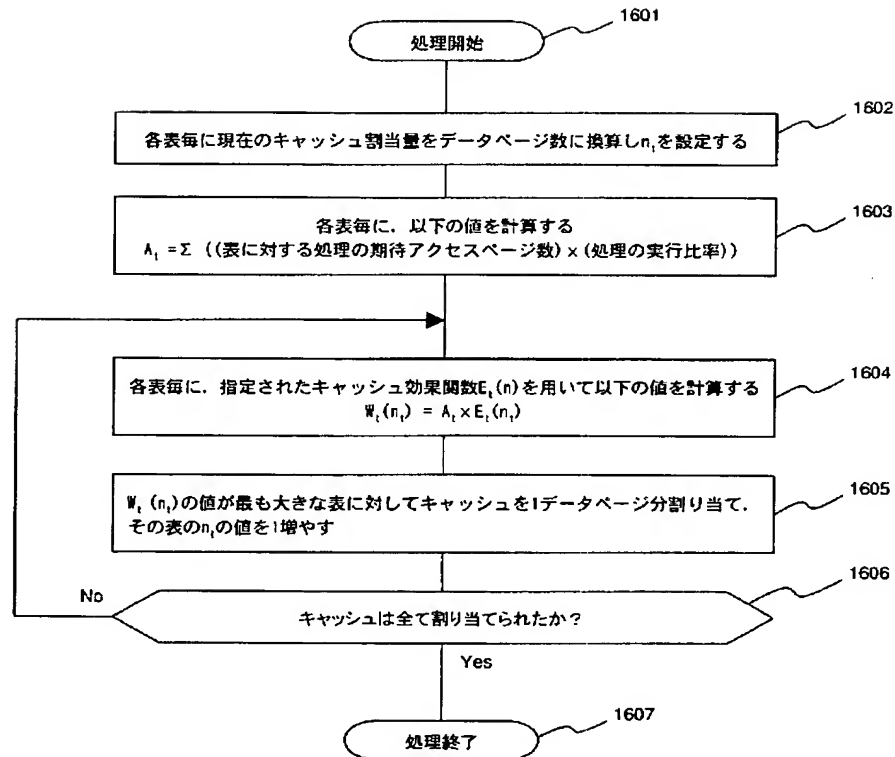 1601
処理開始
1602
各表毎に現在のキャッシュ割当量をデータページ数に換算しn_tを設定する
1603
各表毎に，以下の値を計算する
A_t = Σ ((表に対する処理の期待アクセスページ数) × (処理の実行比率))
1604
各表毎に，指定されたキャッシュ効果関数E_t(n)を用いて以下の値を計算する
W_t(n_t) = A_t × E_t(n_t)
1605
W_t (n_t)の値が最も大きな表に対してキャッシュを1データページ分割り当て，
その表のn_tの値を1増やす
1606
No
キャッシュは全て割り当てられたか？
Yes
1607
処理終了